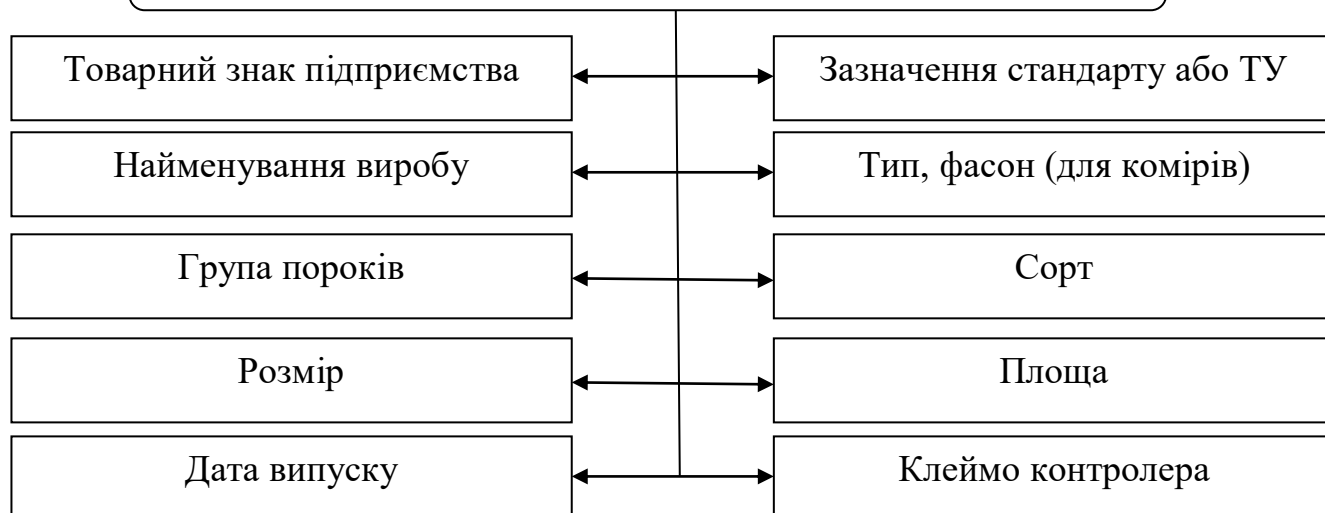 Товарний знак підприємства
Зазначення стандарту або ТУ
Найменування виробу
Тип, фасон (для комірів)
Група пороків
Сорт
Розмір
Площа
Дата випуску
Клеймо контролера